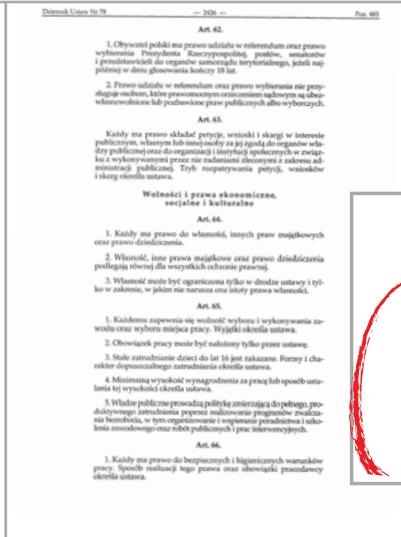 Dziennik Ustaw Nr 78 — 2426 — Poz. 483
Art. 62.
1. Obywatel polski ma prawo udziału w referendum oraz prawo
wybierania Prezydenta Rzeczypospolitej, posłów, senatorów
i przedstawicieli do organów samorządu terytorialnego, jeżeli naj-
później w dniu głosowania kończy 18 lat.
2. Prawo udziału w referendum oraz prawo wybierania nie przy-
sługuje osobom, które prawomocnym orzeczeniem sądowym są ubez-
własnowolnione lub pozbawione praw publicznych albo wyborczych.
Art. 63.
Każdy ma prawo składać petycje, wnioski i skargi w interesie
publicznym, własnym lub innej osoby za jej zgodą do organów wła-
dzy publicznej oraz do organizacji i instytucji społecznych w związ-
ku z wykonywanymi przez nie zadaniami zleconymi z zakresu ad-
ministracji publicznej. Tryb rozpatrywania petycji, wniosków
i skarg określa ustawa.
Wolności i prawa ekonomiczne,
socjalne i kulturalne
Art. 64.
1. Każdy ma prawo do własności, innych praw majątkowych
oraz prawo dziedziczenia.
2. Własność, inne prawa majątkowe oraz prawo dziedziczenia
podlegają równej dla wszystkich ochronie prawnej.
3. Własność może być ograniczona tylko w drodze ustawy i tyl-
ko w zakresie, w jakim nie narusza ona istoty prawa własności.
Art. 65.
1. Każdemu zapewnia się wolność wyboru i wykonywania za-
wodu oraz wyboru miejsca pracy. Wyjątki określa ustawa.
2. Obowiązek pracy może być nałożony tylko przez ustawę.
3. Stałe zatrudnianie dzieci do lat 16 jest zakazane. Formy i cha-
rakter dopuszczalnego zatrudniania określa ustawa.
4. Minimalną wysokość wynagrodzenia za pracę lub sposób usta-
lania tej wysokości określa ustawa.
5. Władze publiczne prowadzą politykę zmierzającą do pełnego, pro-
duktywnego zatrudnienia poprzez realizowanie programów zwalcza-
nia bezrobocia, w tym organizowanie i wspieranie poradnictwa i szko-
lenia zawodowego oraz robót publicznych i prac interwencyjnych.
Art. 66.
1. Każdy ma prawo do bezpiecznych i higienicznych warunków
pracy. Sposób realizacji tego prawa oraz obowiązki pracodawcy
określa ustawa.